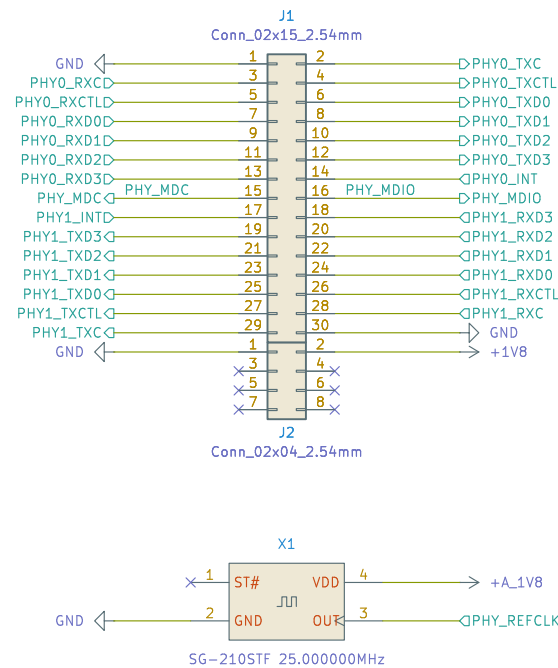 J1
Conn_02x15_2.54mm
GND 1 2 PHY0_TXC
PHY0_RXC 3 4 PHY0_TXCTL
PHY0_RXCTL 5 6 PHY0_TXD0
PHY0_RXD0 7 8 PHY0_TXD1
PHY0_RXD1 9 10 PHY0_TXD2
PHY0_RXD2 11 12 PHY0_TXD3
PHY0_RXD3 13 14 PHY0_INT
PHY_MDC PHY_MDC 15 16 PHY_MDIO PHY_MDIO
PHY1_INT 17 18 PHY1_RXD3
PHY1_TXD3 19 20 PHY1_RXD2
PHY1_TXD2 21 22 PHY1_RXD1
PHY1_TXD1 23 24 PHY1_RXD0
PHY1_TXD0 25 26 PHY1_RXCTL
PHY1_TXCTL 27 28 PHY1_RXC
PHY1_TXC 29 30 GND
GND 1 2 +1V8
3 4
5 6
7 8
J2
Conn_02x04_2.54mm
X1
1 ST# VDD 4 +A_1V8
GND 2 GND OUT 3 PHY_REFCLK
SG-210STF 25.000000MHz